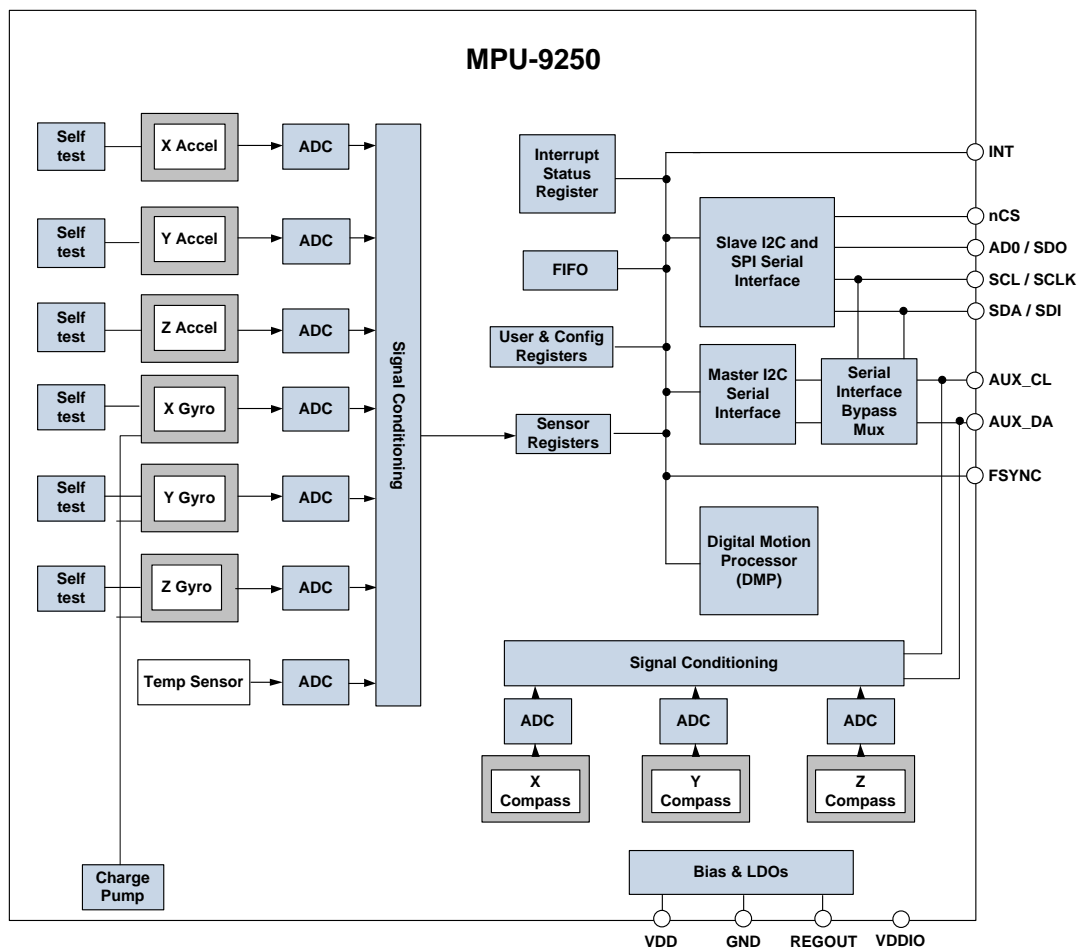 MPU-9250
Self
test
X Accel
ADC
Self
test
Y Accel
ADC
Self
test
Z Accel
ADC
Self
test
X Gyro
ADC
Self
test
Y Gyro
ADC
Self
test
Z Gyro
ADC
Temp Sensor
ADC
Signal Conditioning
Charge
Pump
Interrupt
Status
Register
FIFO
User & Config
Registers
Sensor
Registers
Slave I2C and
SPI Serial
Interface
Master I2C
Serial
Interface
Serial
Interface
Bypass
Mux
Digital Motion
Processor
(DMP)
INT
nCS
AD0 / SDO
SCL / SCLK
SDA / SDI
AUX_CL
AUX_DA
FSYNC
Signal Conditioning
ADC
ADC
ADC
X
Compass
Y
Compass
Z
Compass
Bias & LDOs
VDD
GND
REGOUT
VDDIO